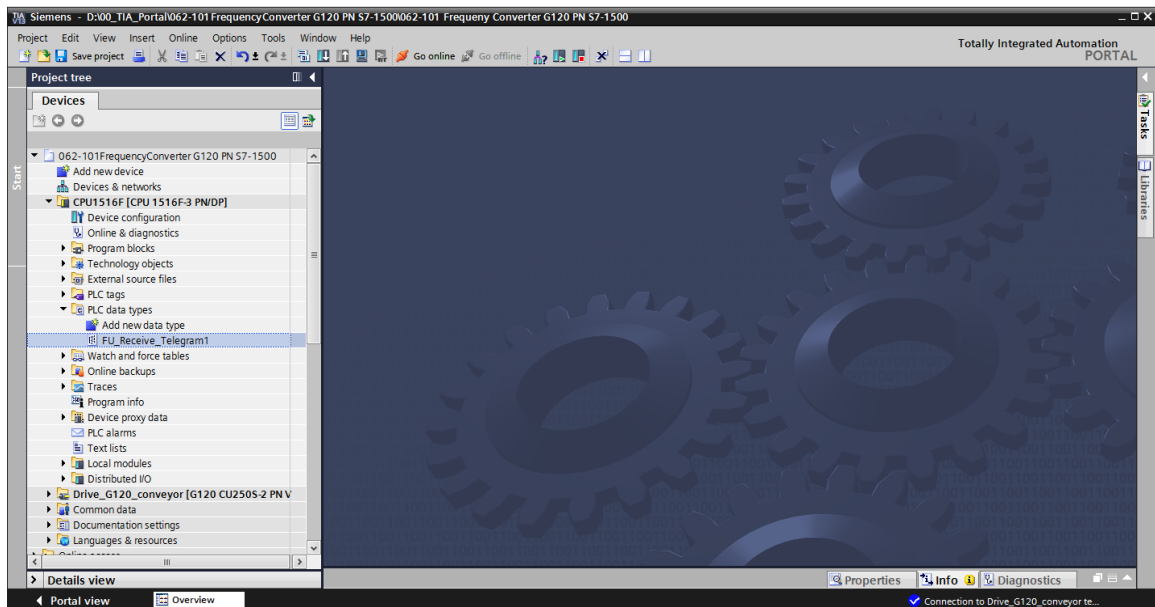 Siemens - D:\00_TIA_Portal\062-101 FrequencyConverter G120 PN S7-1500\062-101 Frequeny Converter G120 PN S7-1500
Project Edit View Insert Online Options Tools Window Help
Totally Integrated Automation
PORTAL
Save project Go online Go offline
Project tree
Devices
Start
062-101FrequencyConverter G120 PN S7-1500
Add new device
Devices & networks
CPU1516F [CPU 1516F-3 PN/DP]
Device configuration
Online & diagnostics
Program blocks
Technology objects
External source files
PLC tags
PLC data types
Add new data type
FU_Receive_Telegram1
Watch and force tables
Online backups
Traces
Program info
Device proxy data
PLC alarms
Text lists
Local modules
Distributed I/O
Drive_G120_conveyor [G120 CU250S-2 PN V
Common data
Documentation settings
Languages & resources
Details view
Tasks
Libraries
Properties Info Diagnostics
Portal view Overview
Connection to Drive_G120_conveyor te...